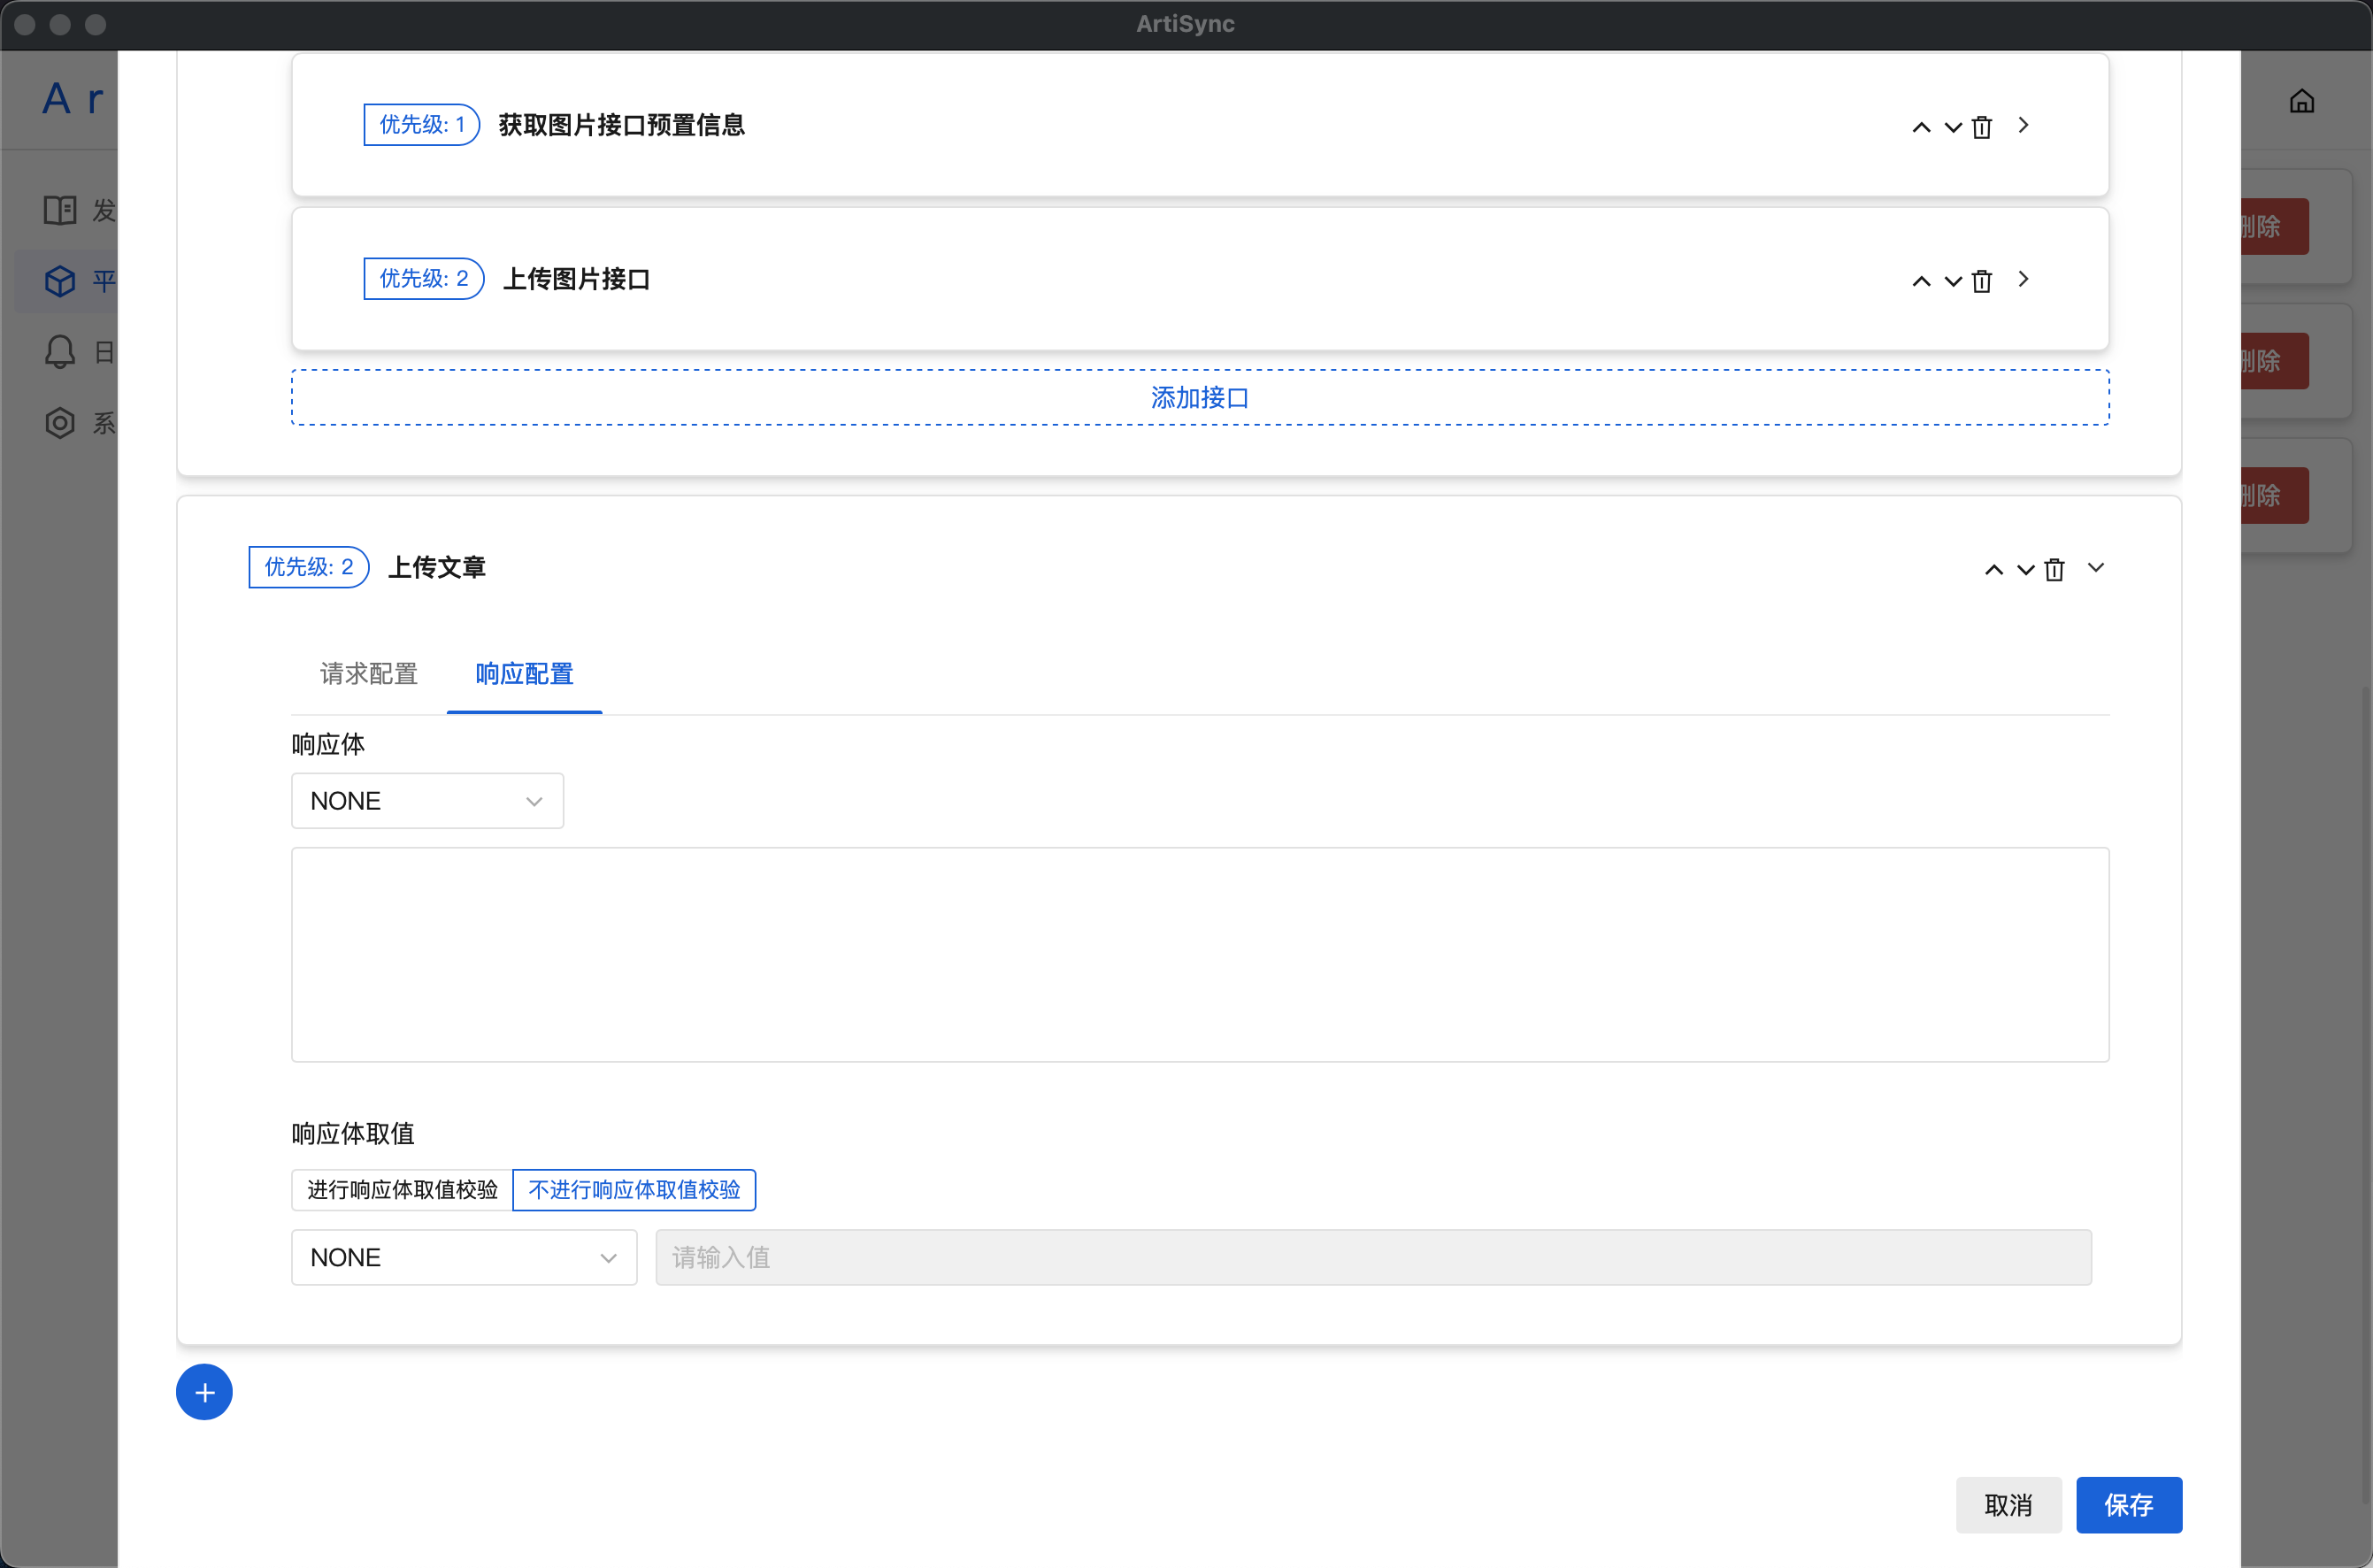 ArtiSync
Ar
优先级: 1 获取图片接口预置信息
发
优先级: 2 上传图片接口
平
日
系
删除
删除
删除
添加接口
优先级: 2 上传文章
请求配置 响应配置
响应体
NONE
响应体取值
进行响应体取值校验 不进行响应体取值校验
NONE 请输入值
取消 保存